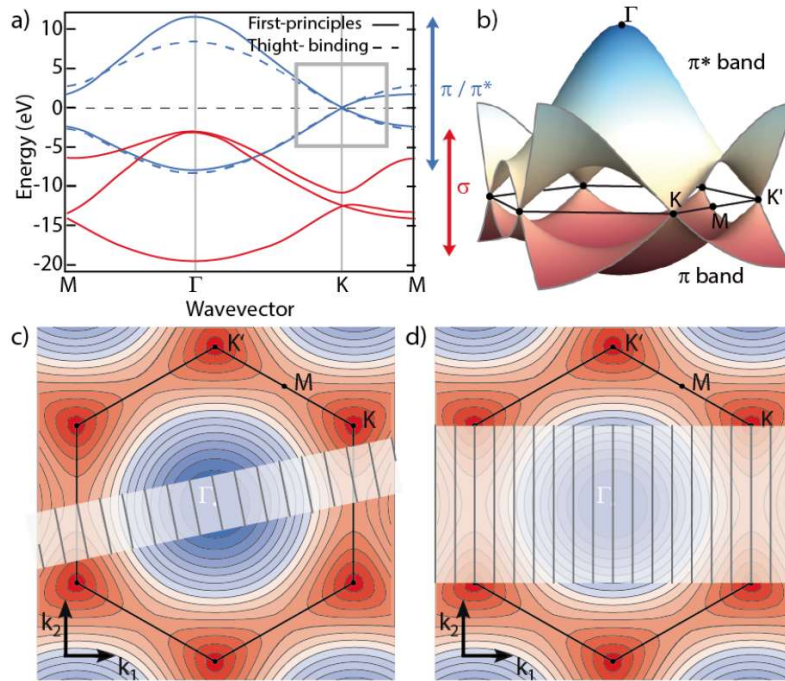 a)
First-principles
Thight- binding
Energy (eV)
10
5
0
-5
-10
-15
-20
M
Γ
K
M
Wavevector
π / π*
σ
b)
Γ
π* band
K
K'
M
π band
c)
K'
M
K
Γ
k2
k1
d)
K'
M
K
Γ
k2
k1